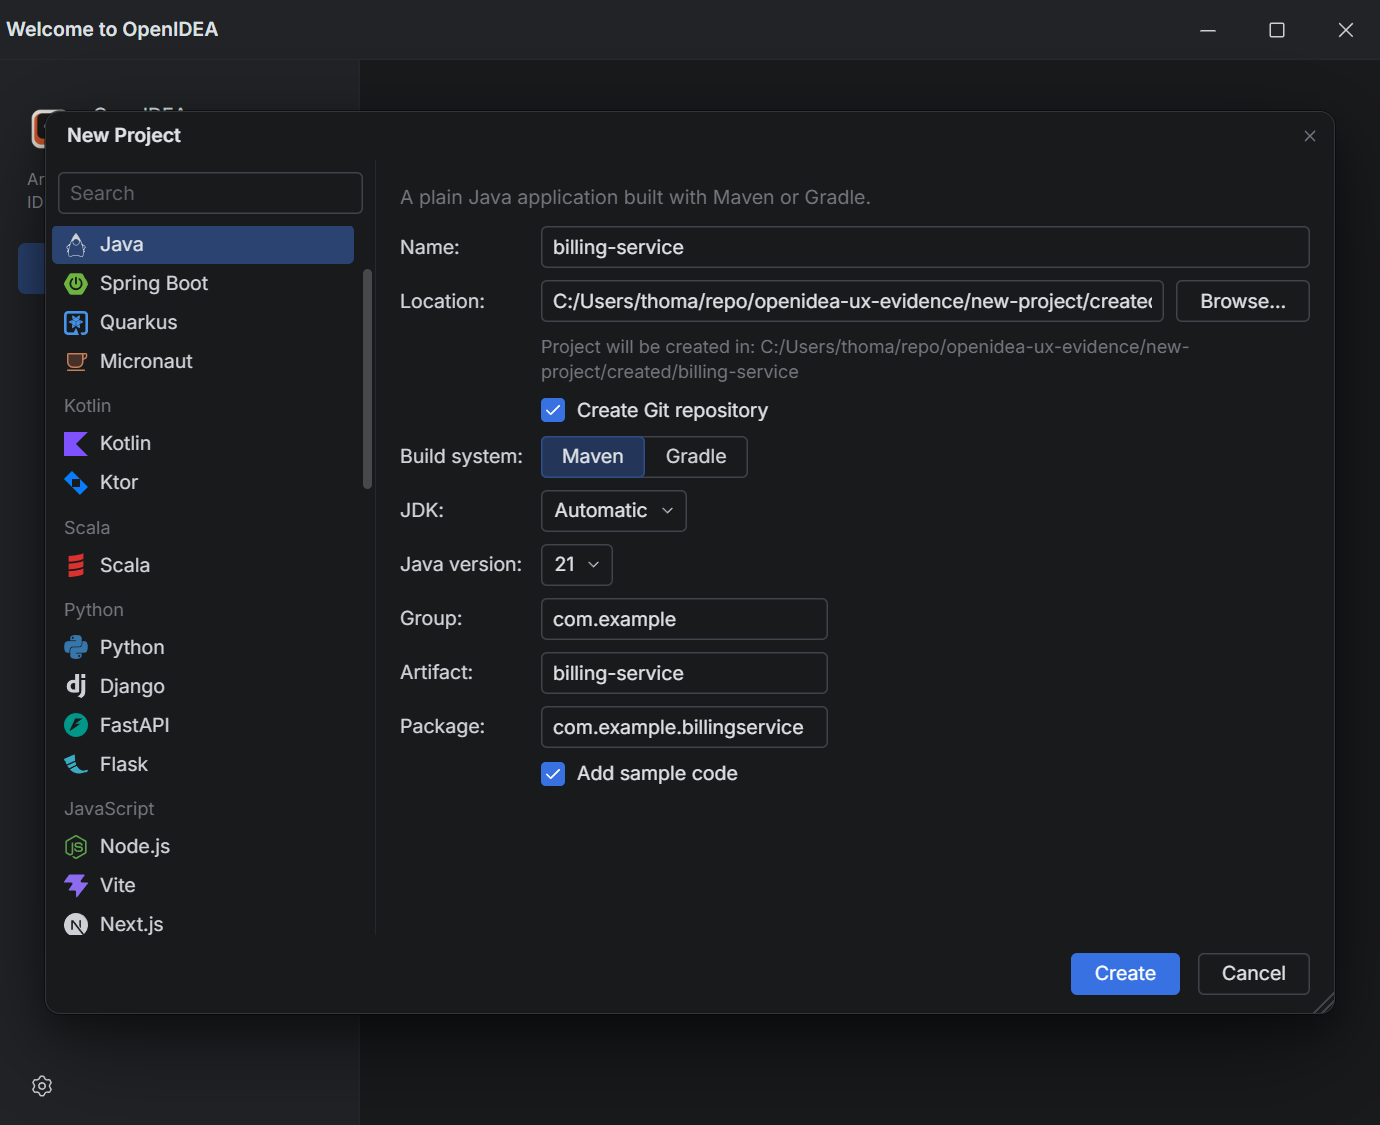 Welcome to OpenIDEA
New Project
Search
Java
Spring Boot
Quarkus
Micronaut
Kotlin
Kotlin
Ktor
Scala
Scala
Python
Python
Django
FastAPI
Flask
JavaScript
Node.js
Vite
Next.js
A plain Java application built with Maven or Gradle.
Name: billing-service
Location: C:/Users/thoma/repo/openidea-ux-evidence/new-project/created Browse...
Project will be created in: C:/Users/thoma/repo/openidea-ux-evidence/new-
project/created/billing-service
Create Git repository
Build system: Maven Gradle
JDK: Automatic
Java version: 21
Group: com.example
Artifact: billing-service
Package: com.example.billingservice
Add sample code
Create Cancel